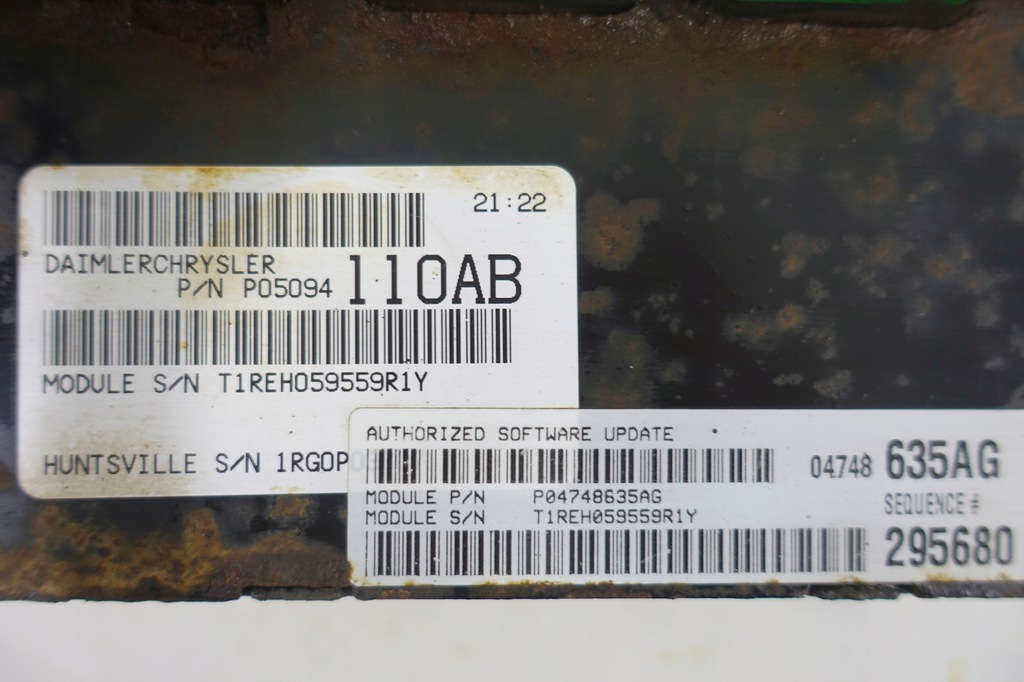 21:22
DAIMLERCHRYSLER
P/N P05094 110AB
MODULE S/N T1REH059559R1Y
HUNTSVILLE S/N 1RG0P
AUTHORIZED SOFTWARE UPDATE
04748 635AG
MODULE P/N P04748635AG
SEQUENCE #
MODULE S/N T1REH059559R1Y
295680